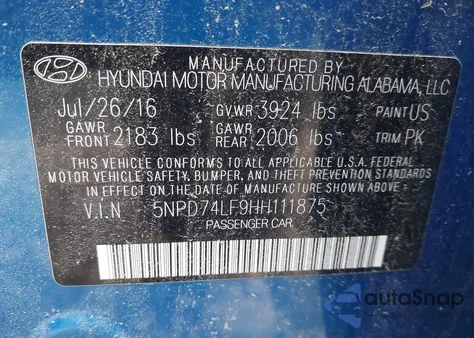 MANUFACTURED BY
HYUNDAI MOTOR MANUFACTURING ALABAMA, LLC
Jul/26/16 GVWR 3924 lbs PAINT US
GAWR FRONT 2183 lbs GAWR REAR 2006 lbs TRIM PK
THIS VEHICLE CONFORMS TO ALL APPLICABLE U.S.A. FEDERAL
MOTOR VEHICLE SAFETY, BUMPER, AND THEFT PREVENTION STANDARDS
IN EFFECT ON THE DATE OF MANUFACTURE SHOWN ABOVE.
V.I.N 5NPD74LF9HH111875
PASSENGER CAR
autaSnap